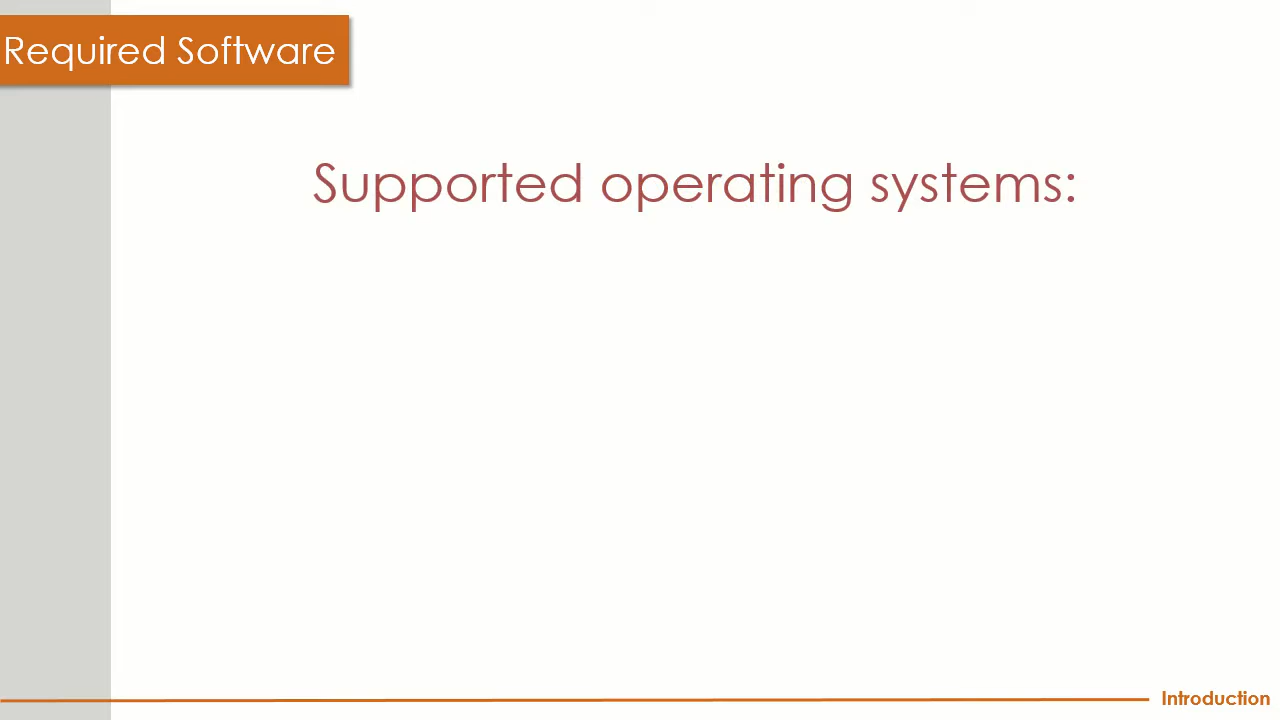 Required Software
Supported operating systems:
Introduction